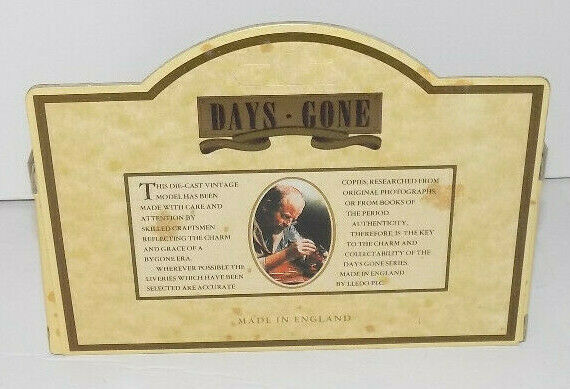 DAYS · GONE
THIS DIE-CAST VINTAGE
MODEL HAS BEEN
MADE WITH CARE AND
ATTENTION BY
SKILLED CRAFTSMEN
REFLECTING THE CHARM
AND GRACE OF A
BYGONE ERA.
WHEREVER POSSIBLE THE
LIVERIES WHICH HAVE BEEN
SELECTED ARE ACCURATE
COPIES, RESEARCHED FROM
ORIGINAL PHOTOGRAPHS,
OR FROM BOOKS OF
THE PERIOD.
AUTHENTICITY,
THEREFORE, IS THE KEY
TO THE CHARM AND
COLLECTABILITY OF THE
DAYS GONE SERIES,
MADE IN ENGLAND
BY LLEDO PLC.
MADE IN ENGLAND